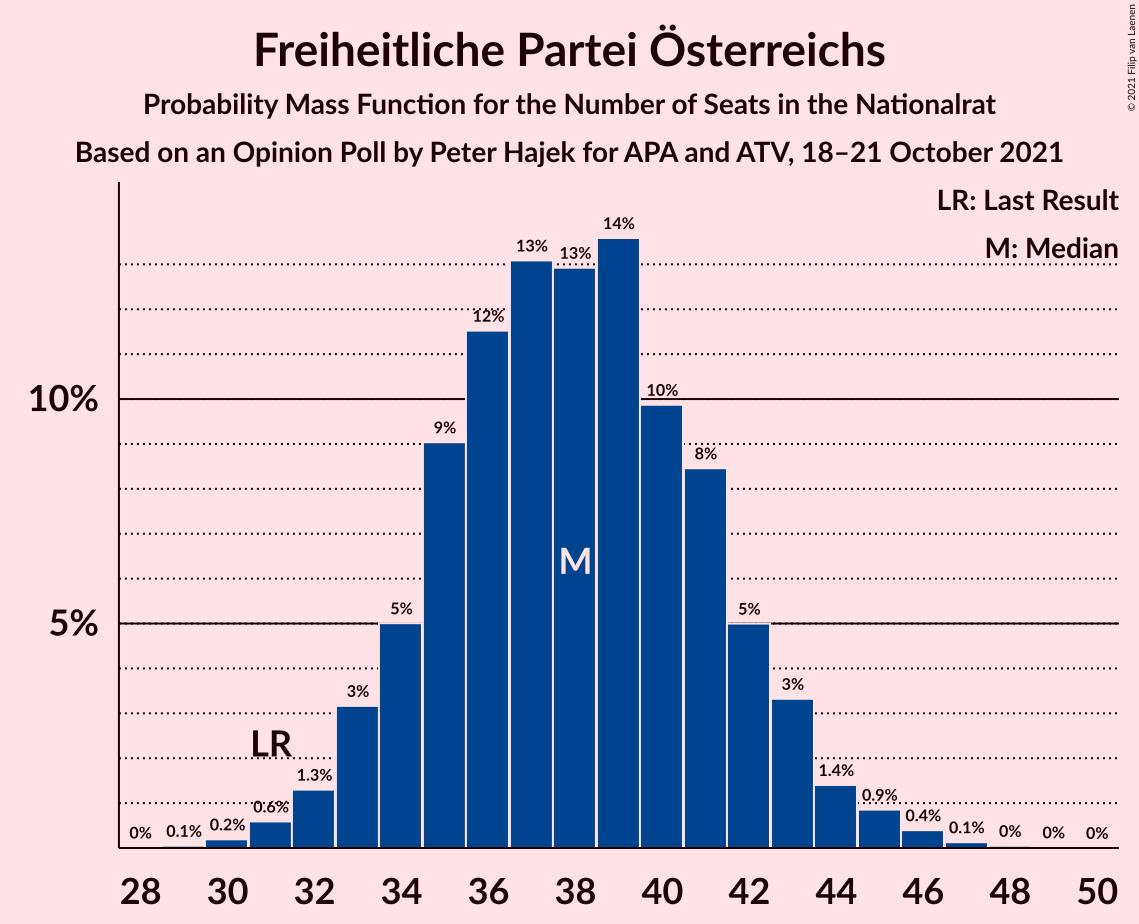 Freiheitliche Partei Österreichs
Probability Mass Function for the Number of Seats in the Nationalrat
Based on an Opinion Poll by Peter Hajek for APA and ATV, 18–21 October 2021
© 2021 Filip van Laenen
LR: Last Result
M: Median
14%
13%
13%
12%
10%
10%
9%
8%
M
5%
5%
5%
3%
3%
LR
1.3%
1.4%
0.6%
0.9%
0%
0.1%
0.2%
0.4%
0.1%
0%
0%
0%
28 30 32 34 36 38 40 42 44 46 48 50